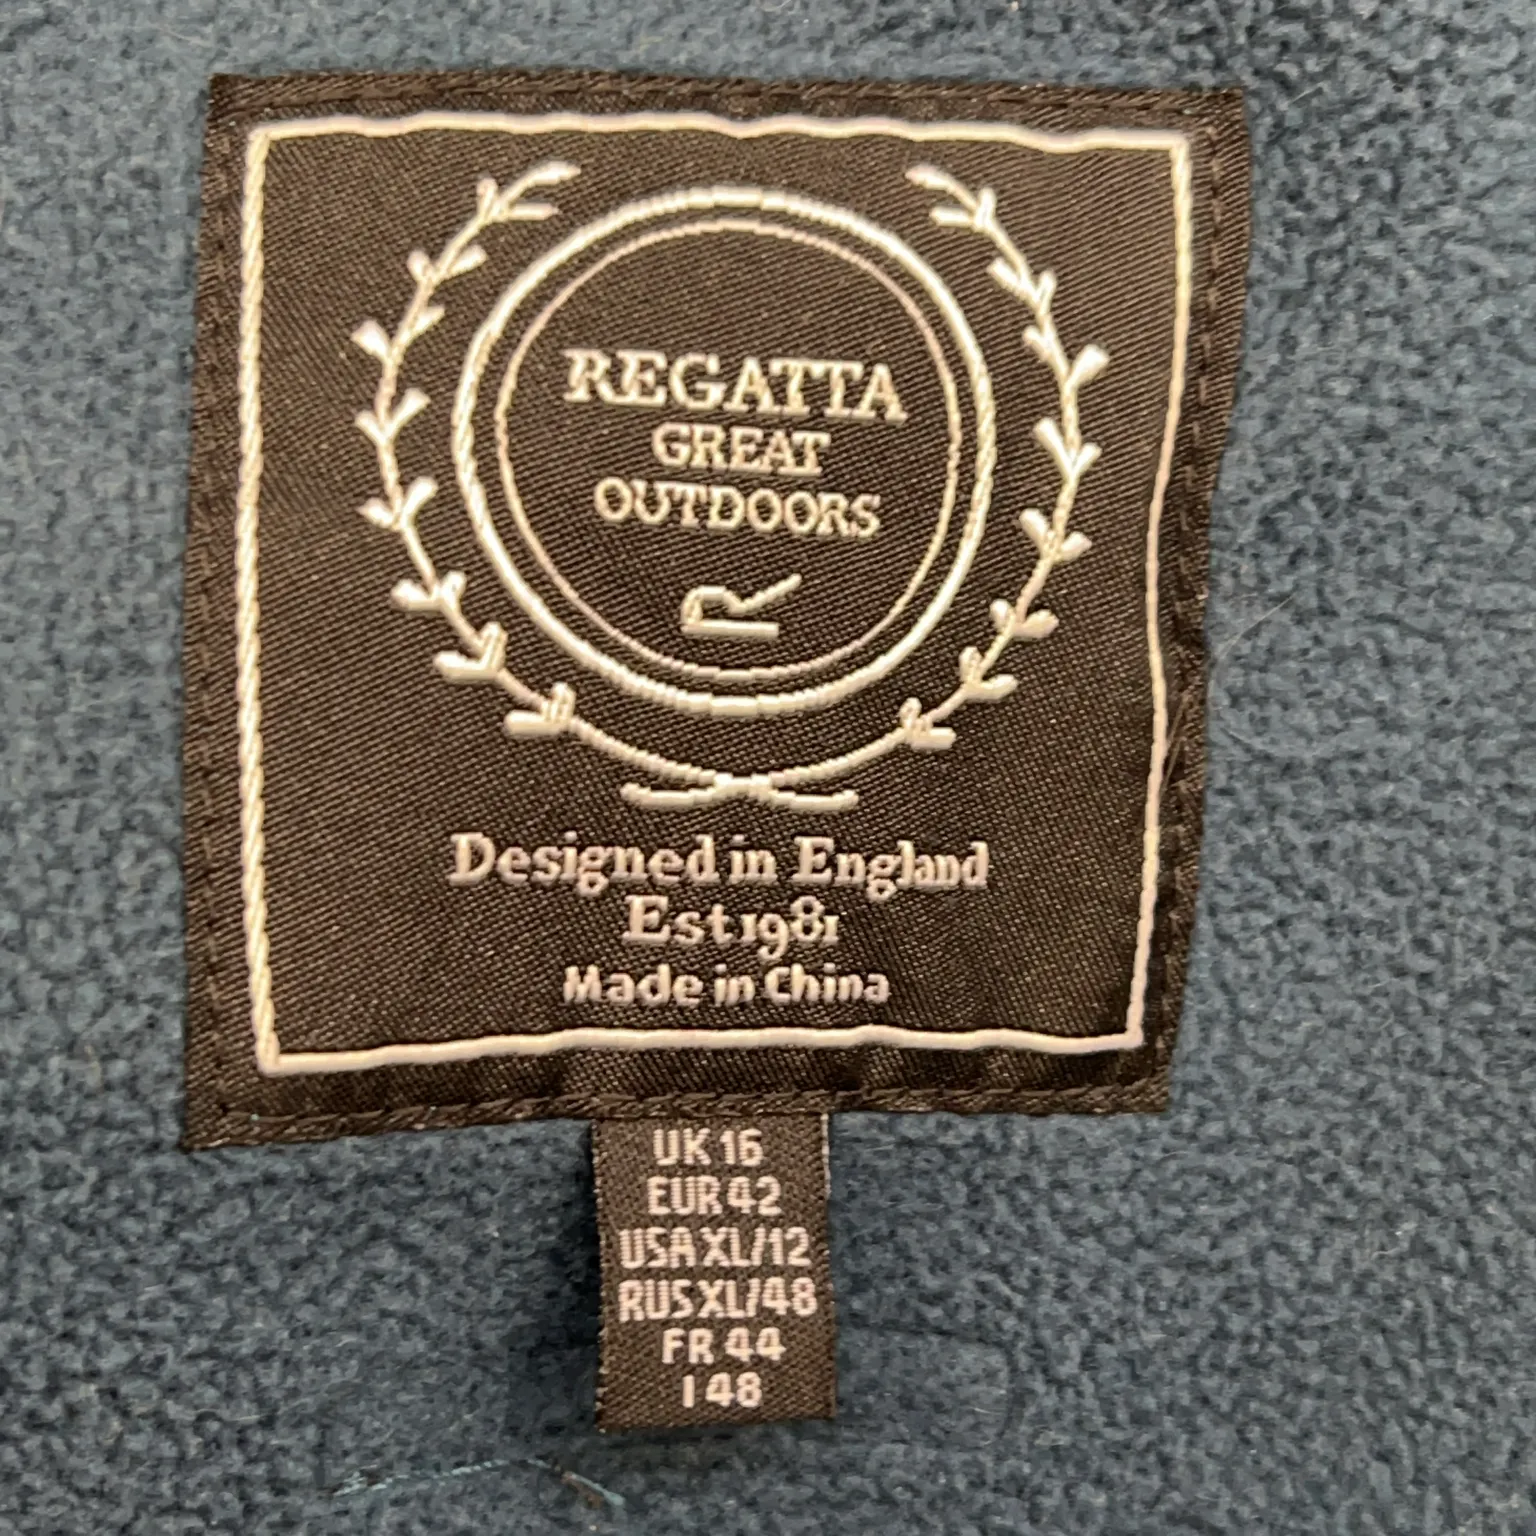 REGATTA
GREAT
OUTDOORS
R
Designed in England
Est 1981
Made in China
UK 16
EUR 42
USA XL/12
RUS XL/48
FR 44
I 48